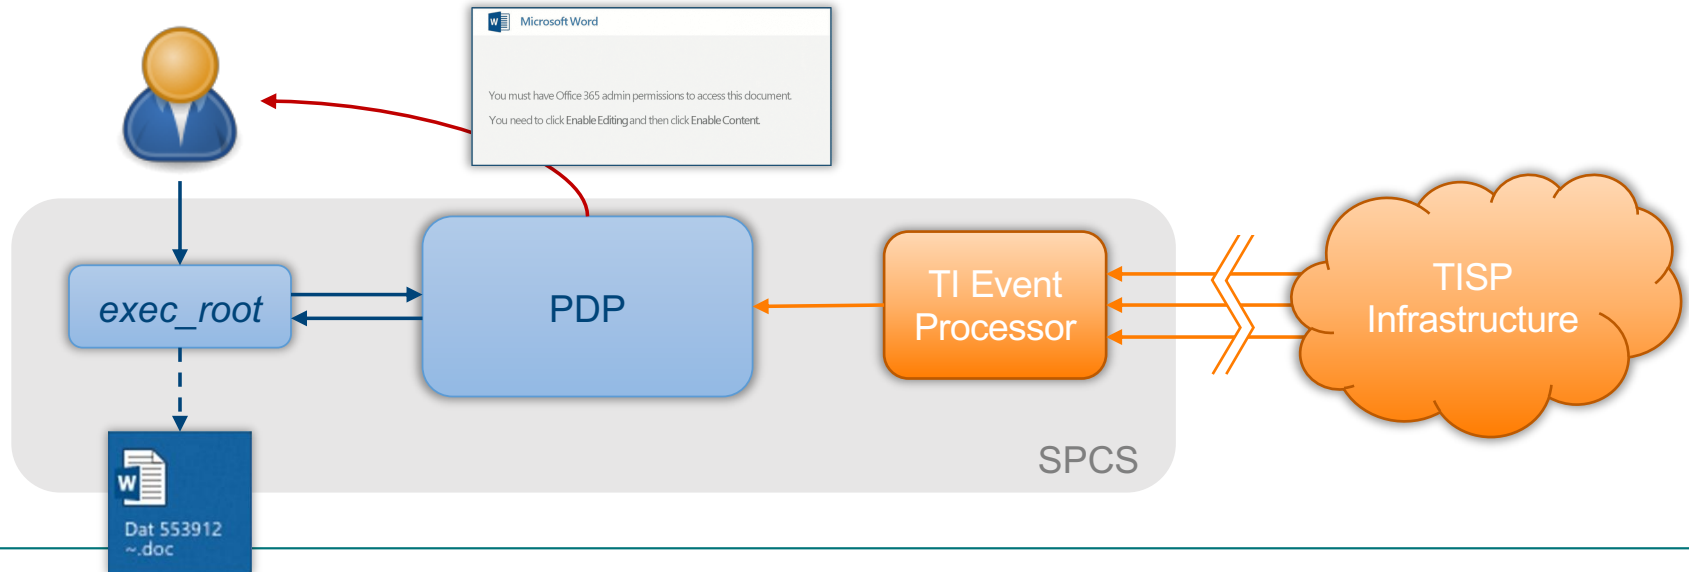 Microsoft Word
You must have Office 365 admin permissions to access this document.
You need to click Enable Editing and then click Enable Content.
exec_root
PDP
TI Event
Processor
TISP
Infrastructure
SPCS
W
Dat 553912
~.doc